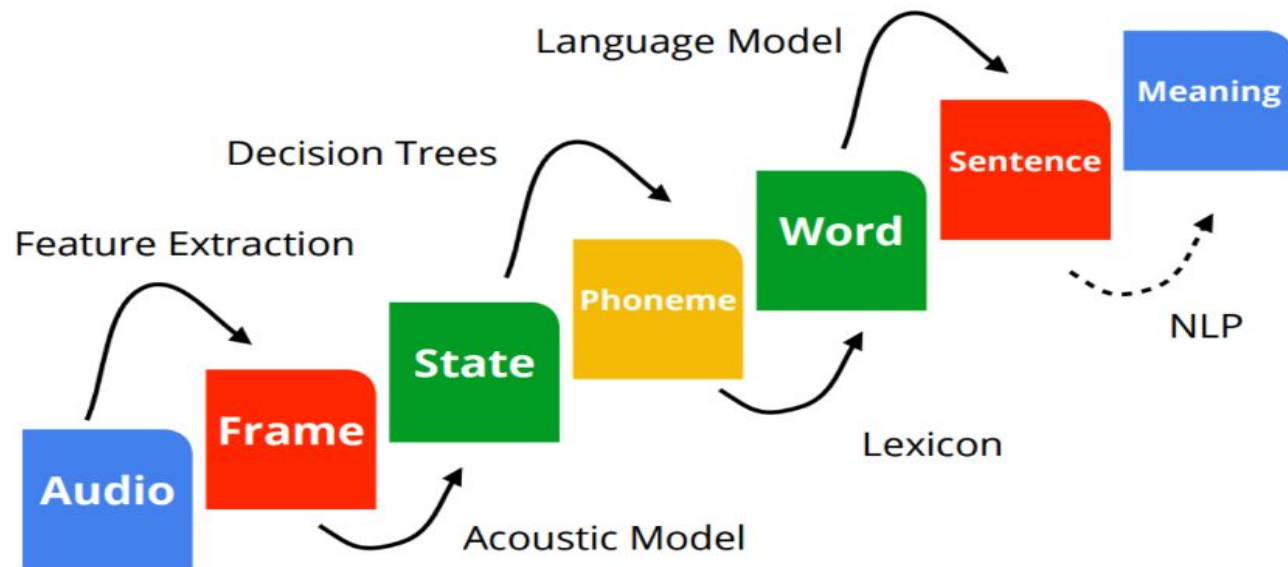 Language Model
Meaning
Sentence
Decision Trees
Word
Feature Extraction
Phoneme
NLP
State
Frame
Lexicon
Audio
Acoustic Model